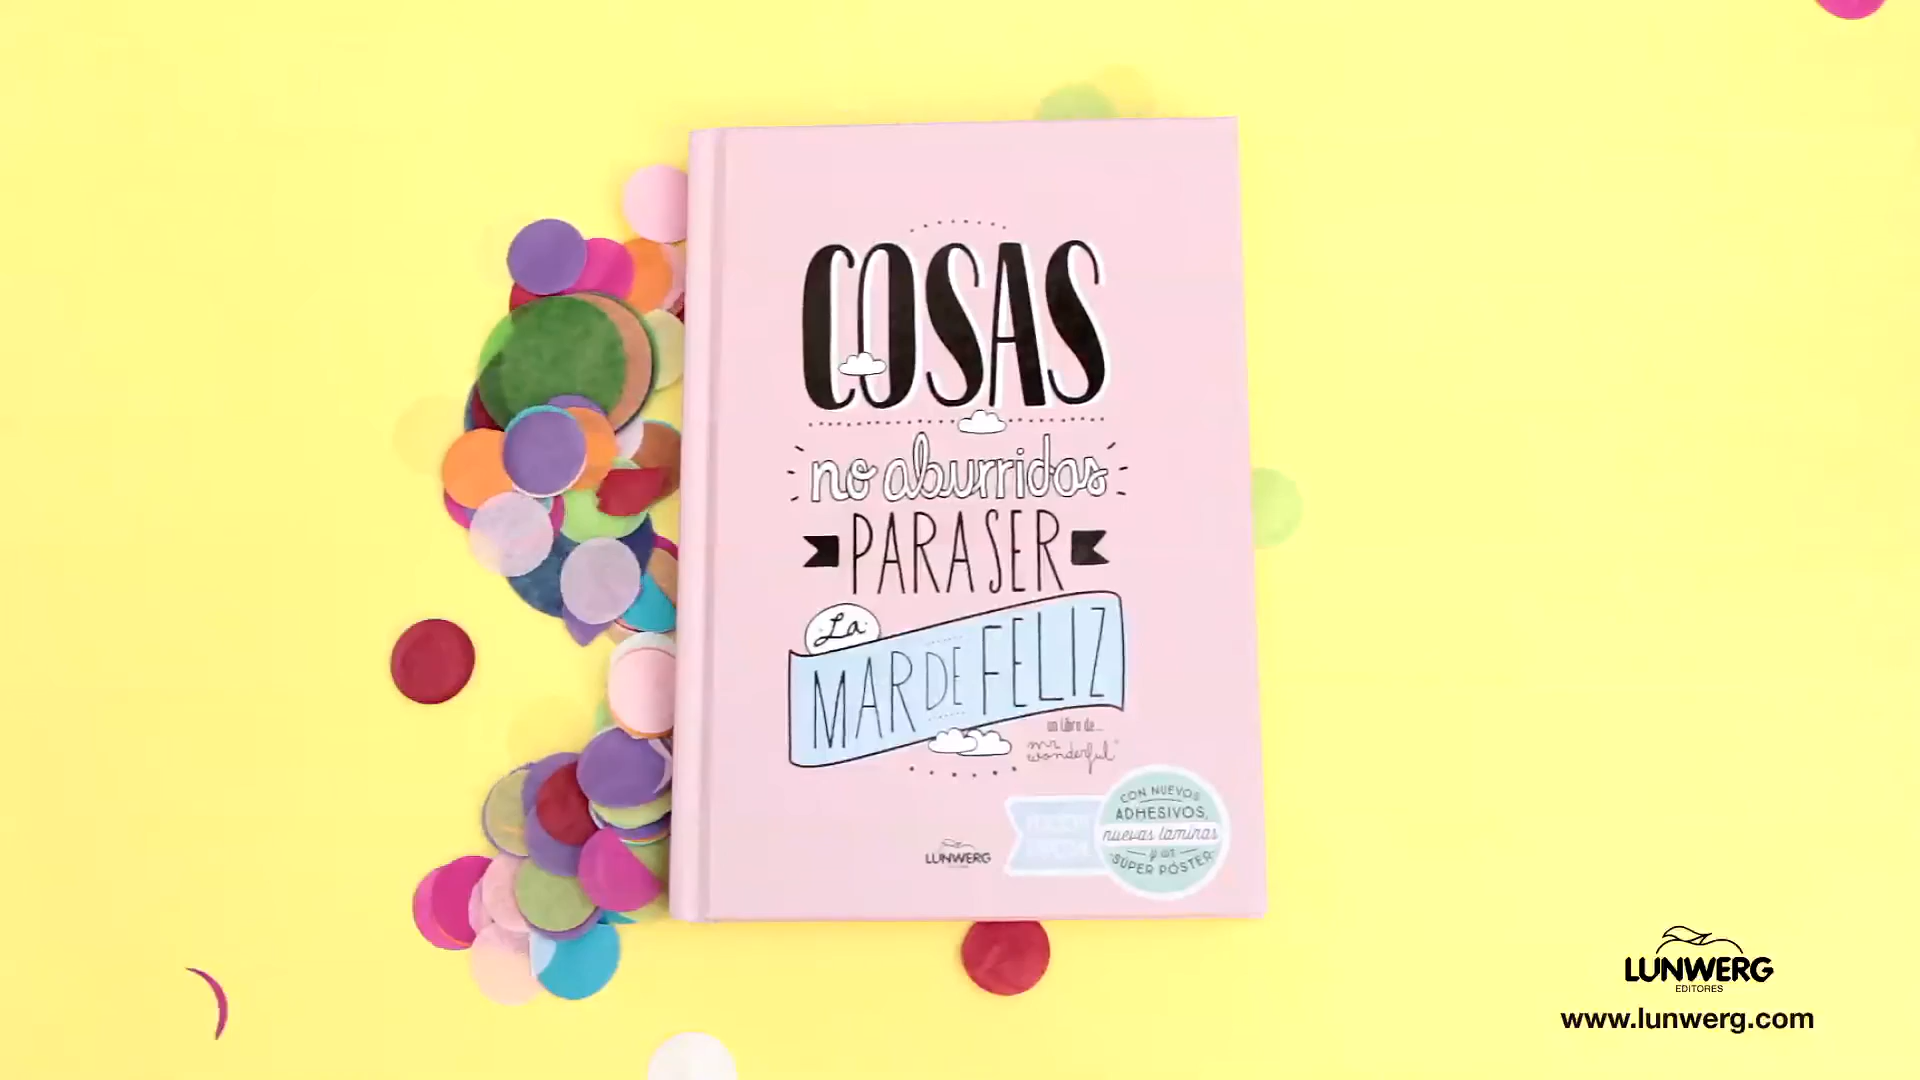 COSAS
no aburridas
PARA SER
La
MAR DE FELIZ
un libro de...
mr.
wonderful
CON NUEVOS
ADHESIVOS,
nuevas láminas
y un
SÚPER PÓSTER
LUNWERG
LUNWERG
EDITORES
www.lunwerg.com